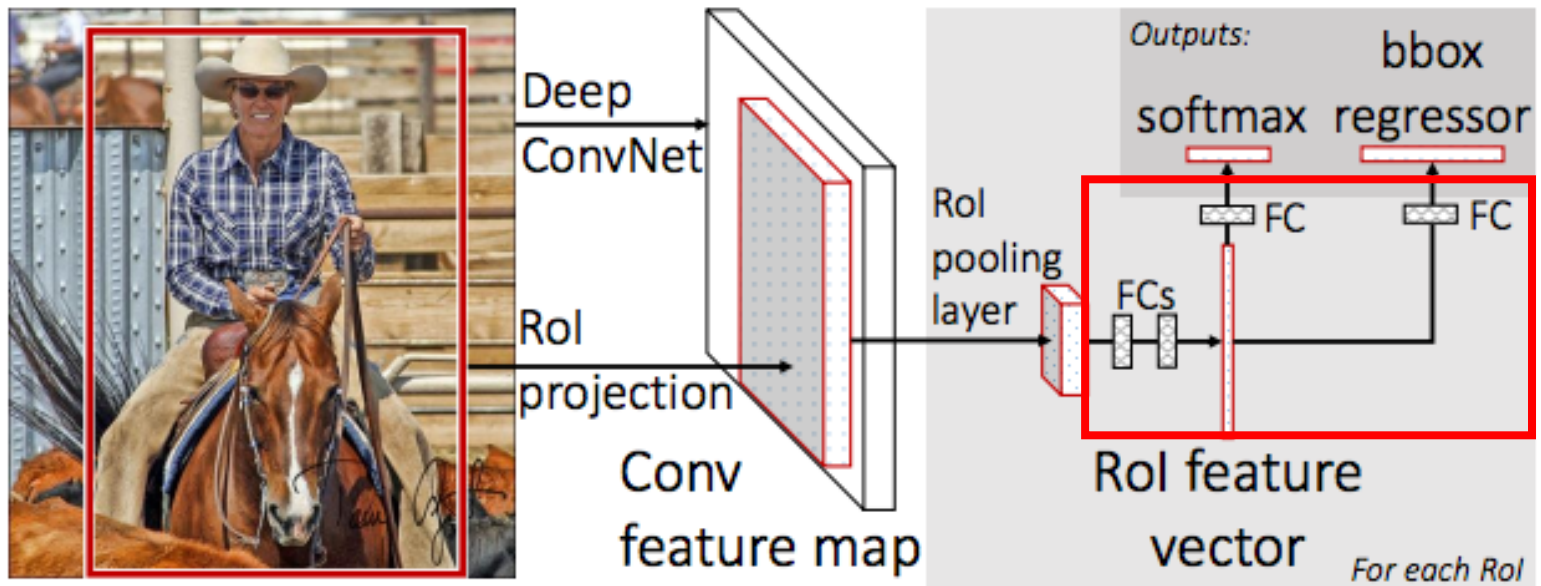 Deep
ConvNet
RoI
projection
Conv
feature map
RoI
pooling
layer
FCs
Outputs:
softmax
bbox
regressor
FC
FC
RoI feature
vector
For each RoI